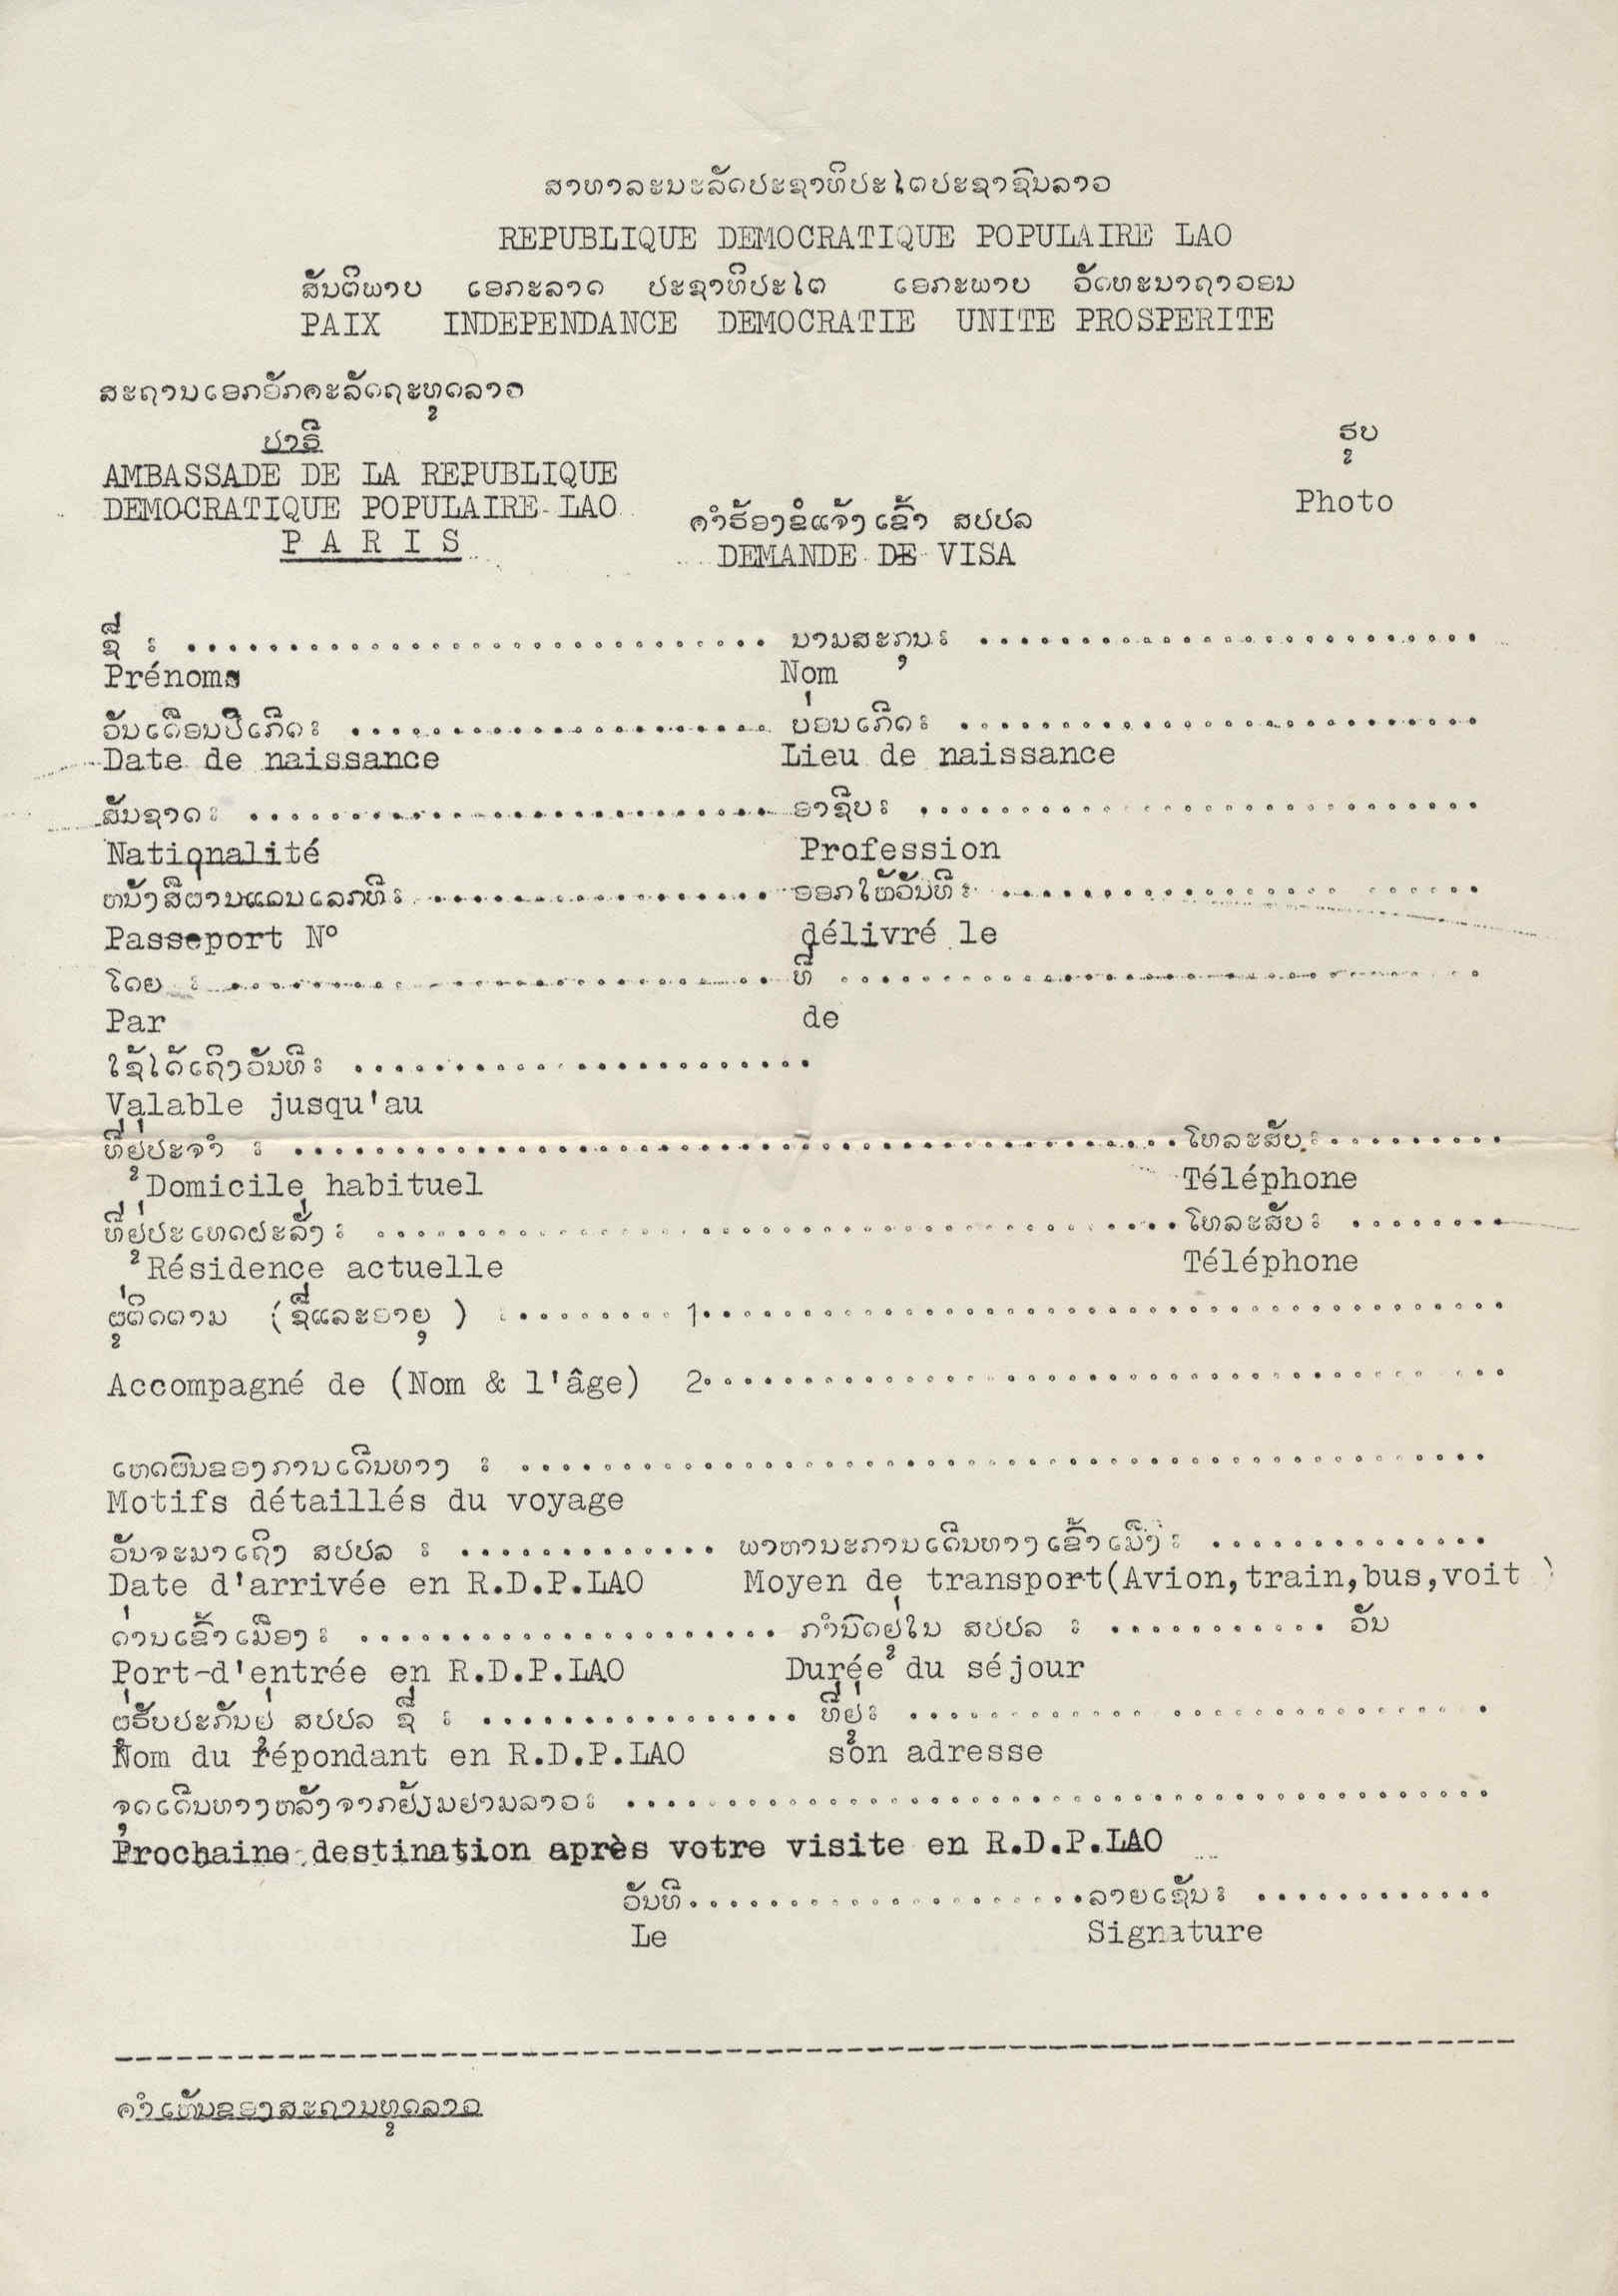 ສາທາລະນະລັດປະຊາທິປະໄຕປະຊາຊົນລາວ
REPUBLIQUE DEMOCRATIQUE POPULAIRE LAO
ສັນຕິພາບ ເອກະລາດ ປະຊາທິປະໄຕ ເອກະພາບ ວັດທະນາຖາວອນ
PAIX INDEPENDANCE DEMOCRATIE UNITE PROSPERITE
ສະຖານເອກອັກຄະລັດຖະທູດລາວ
ປາຣີ
AMBASSADE DE LA REPUBLIQUE
DEMOCRATIQUE POPULAIRE LAO
P A R I S
ຮູບ
Photo
ຄຳຮ້ອງຂໍແຈ້ງເຂົ້າ ສປປລ
DEMANDE DE VISA
ຊື່ : ............................ ນາມສະກຸນ: .........................
Prénoms Nom
ວັນເດືອນປີເກີດ: ..................... ບ່ອນເກີດ: ..........................
Date de naissance Lieu de naissance
ສັນຊາດ: .......................... ອາຊີບ: ............................
Nationalité Profession
ຫນັງສືຜ່ານແດນເລກທີ: ................. ອອກໃຫ້ວັນທີ: ........................
Passeport Nº délivré le
ໂດຍ : ........................... ທີ່ ................................
Par de
ໃຊ້ໄດ້ເຖິງວັນທີ: .......................
Valable jusqu'au
ທີ່ຢູ່ປະຈຳ : ............................................ໂທລະສັບ:.........
Domicile habituel Téléphone
ທີ່ຢູ່ປະເທດຝະລັ່ງ: ........................................ໂທລະສັບ: ........
Résidence actuelle Téléphone
ຜູ່ຕິດຕາມ (ຊື່ແລະອາຍຸ ) :......... 1........................................
Accompagné de (Nom & l'âge) 2........................................
ເຫດຜົນຂອງການເດີນທາງ : ................................................
Motifs détaillés du voyage
ວັນຈະມາເຖິງ ສປປລ : ............. ພາຫານະການເດີນທາງເຂົ້າເມືງ: ..............
Date d'arrivée en R.D.P.LAO Moyen de transport(Avion,train,bus,voit )
ດ່ານເຂົ້າເມືອງ: ..................... ກຳນົດຢູ່ໃນ ສປປລ : ........... ວັນ
Port-d'entrée en R.D.P.LAO Durée du séjour
ຜູ່ຮັບປະກັນຢູ່ ສປປລ ຊື່ : ................ ທີ່ຢູ່: .............................
Nom du répondant en R.D.P.LAO son adresse
ຈຸດເດີນທາງຫລັງຈາກຢ້ຽມຢາມລາວ: ...........................................
Prochaine destination après votre visite en R.D.P.LAO
ວັນທີ....................ລາຍເຊັນ: ............
Le Signature
ຄຳເຫັນຂອງສະຖານທູດລາວ